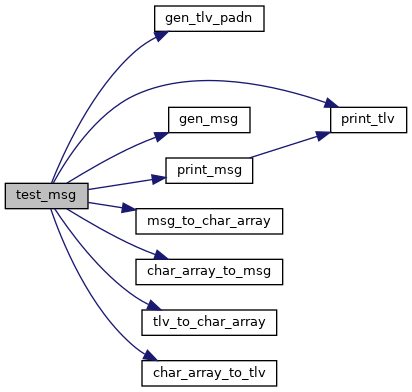 gen_tlv_padn
gen_msg
print_tlv
print_msg
test_msg
msg_to_char_array
char_array_to_msg
tlv_to_char_array
char_array_to_tlv